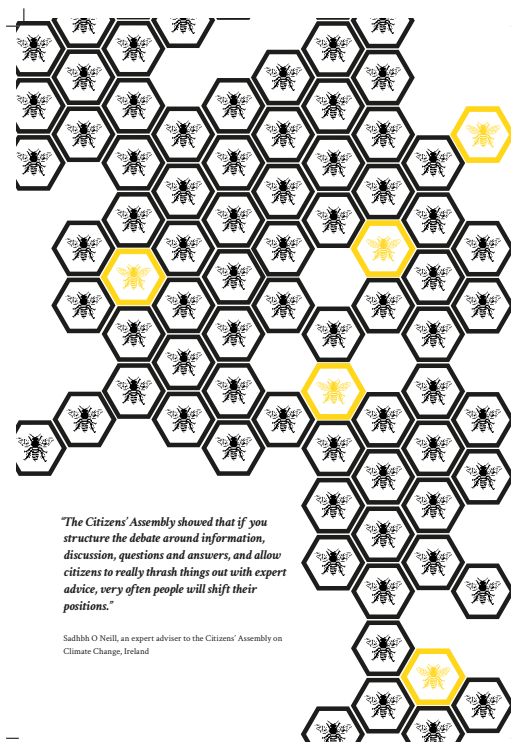 "The Citizens' Assembly showed that if you
structure the debate around information,
discussion, questions and answers, and allow
citizens to really thrash things out with expert
advice, very often people will shift their
positions."
Sadhbh O Neill, an expert adviser to the Citizens' Assembly on
Climate Change, Ireland